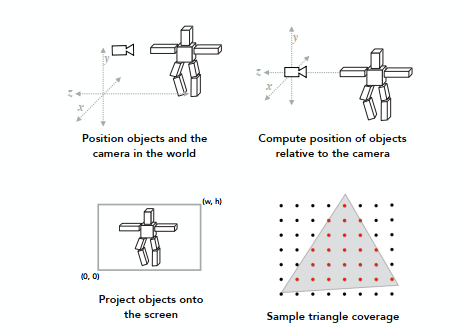 y
z
x
Position objects and the
camera in the world
y
z
x
Compute position of objects
relative to the camera
(w, h)
(0, 0)
Project objects onto
the screen
Sample triangle coverage